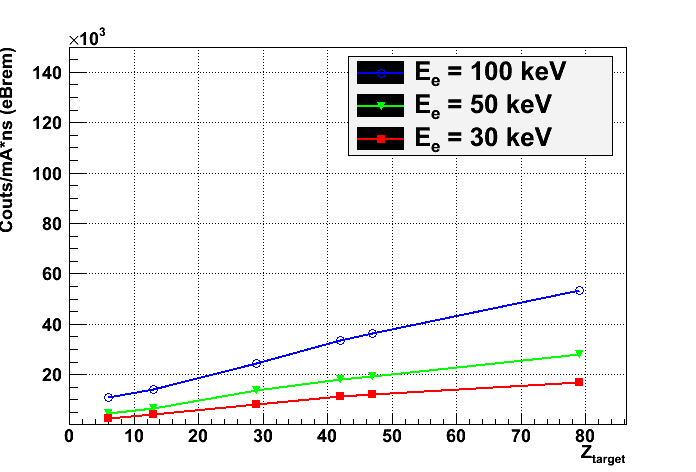 ×10³
Couts/mA*ns (eBrem)
140
120
100
80
60
40
20
E_e = 100 keV
E_e = 50 keV
E_e = 30 keV
0 10 20 30 40 50 60 70 80
Z_target